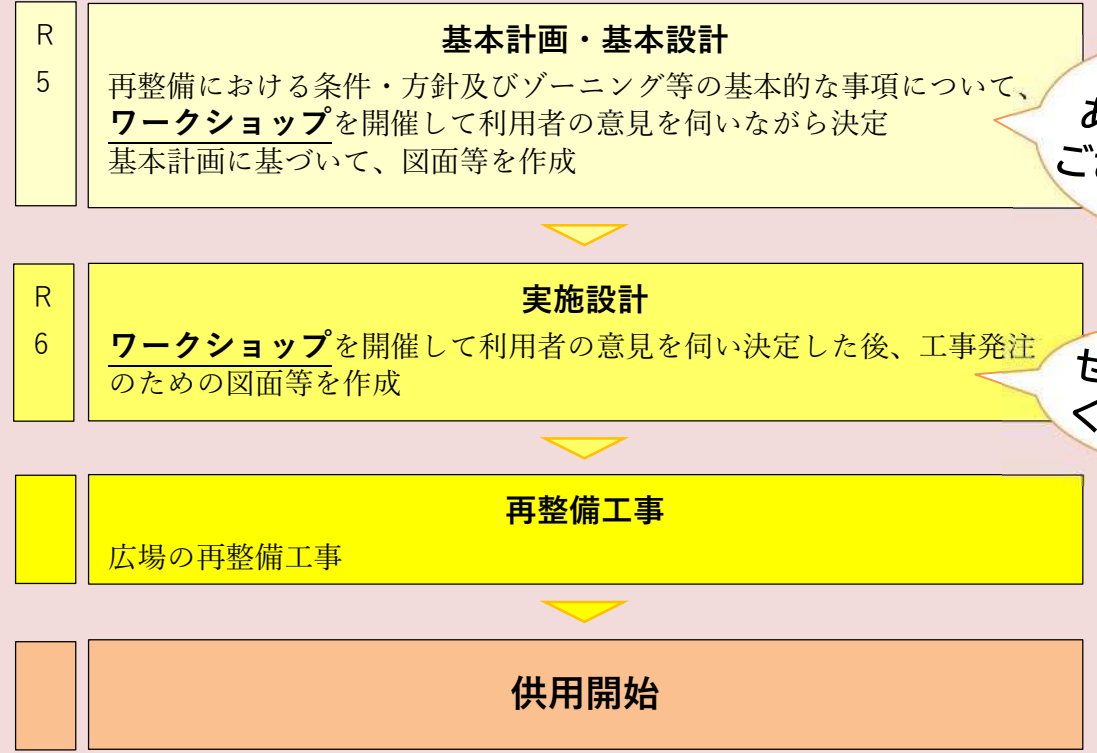 R
5
基本計画・基本設計
再整備における条件・方針及びゾーニング等の基本的な事項について、
ワークショップを開催して利用者の意見を伺いながら決定
基本計画に基づいて、図面等を作成
あ
ござ
R
6
実施設計
ワークショップを開催して利用者の意見を伺い決定した後、工事発注
のための図面等を作成
ぜ
く
再整備工事
広場の再整備工事
供用開始